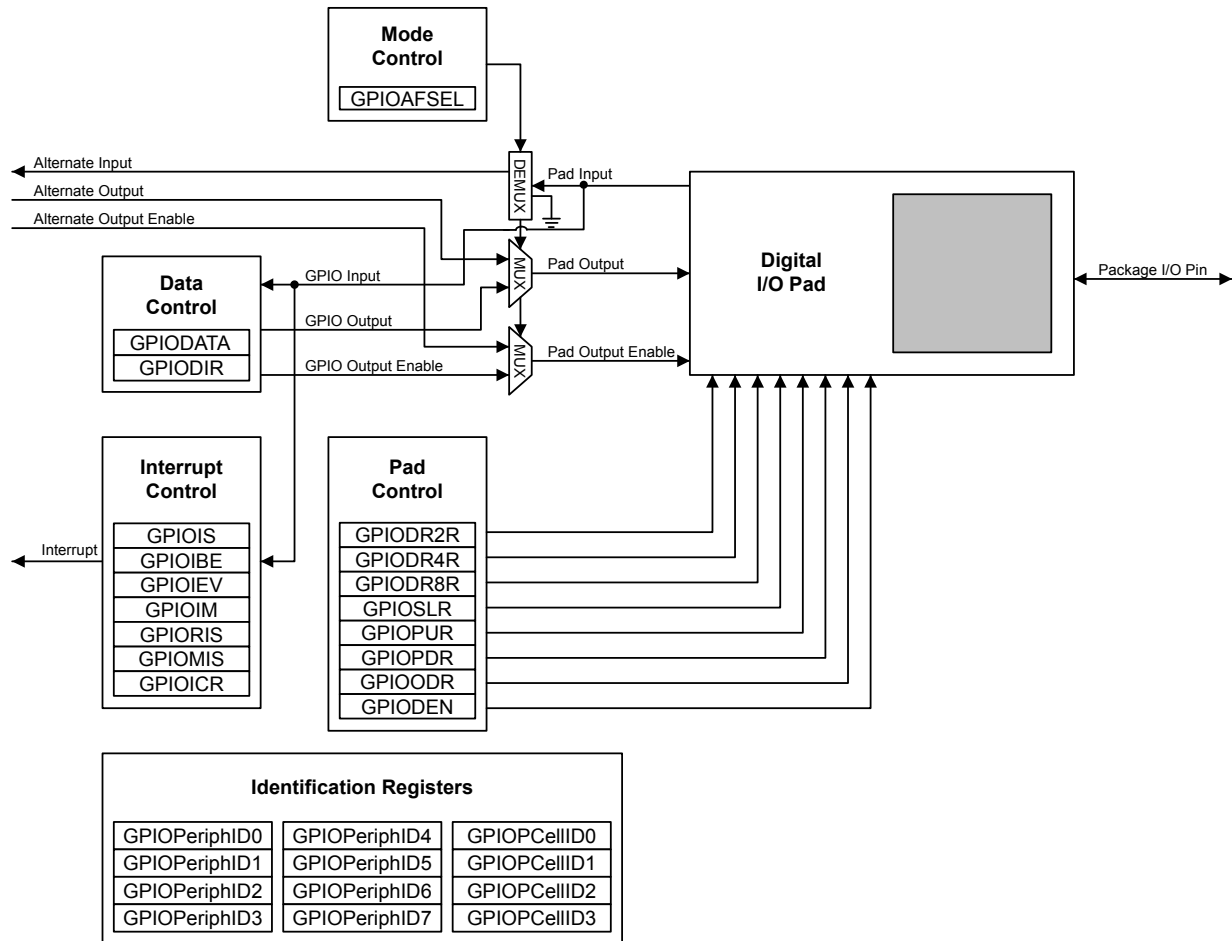 Mode
Control
GPIOAFSEL
Alternate Input
Alternate Output
Alternate Output Enable
DEMUX
Pad Input
MUX
Pad Output
MUX
Pad Output Enable
Digital
I/O Pad
Package I/O Pin
Data
Control
GPIODATA
GPIODIR
GPIO Input
GPIO Output
GPIO Output Enable
Interrupt
Control
GPIOIS
GPIOIBE
GPIOIEV
GPIOIM
GPIORIS
GPIOMIS
GPIOICR
Interrupt
Pad
Control
GPIODR2R
GPIODR4R
GPIODR8R
GPIOSLR
GPIOPUR
GPIOPDR
GPIOODR
GPIODEN
Identification Registers
GPIOPeriphID0
GPIOPeriphID1
GPIOPeriphID2
GPIOPeriphID3
GPIOPeriphID4
GPIOPeriphID5
GPIOPeriphID6
GPIOPeriphID7
GPIOPCellID0
GPIOPCellID1
GPIOPCellID2
GPIOPCellID3